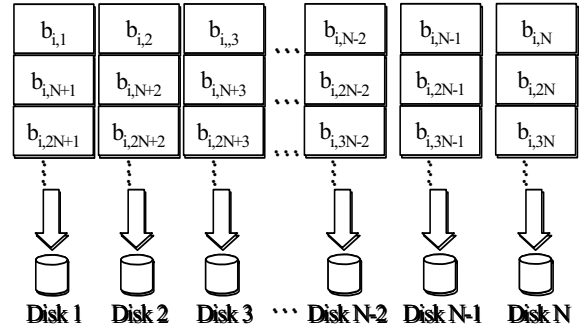 b_{i,1} b_{i,2} b_{i,,3} ... b_{i,N-2} b_{i,N-1} b_{i,N}
b_{i,N+1} b_{i,N+2} b_{i,N+3} ... b_{i,2N-2} b_{i,2N-1} b_{i,2N}
b_{i,2N+1} b_{i,2N+2} b_{i,2N+3} ... b_{i,3N-2} b_{i,3N-1} b_{i,3N}
Disk 1 Disk 2 Disk 3 ... Disk N-2 Disk N-1 Disk N